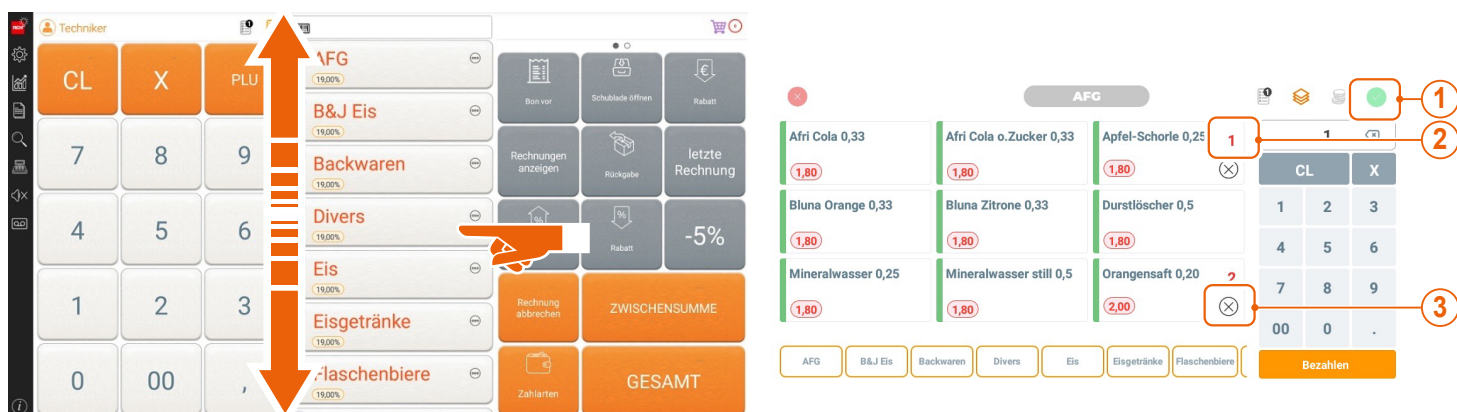 Techniker
0
CL
X
PLU
7
8
9
4
5
6
1
2
3
0
00
,
AFG
19,00%
B&J Eis
19,00%
Backwaren
19,00%
Divers
19,00%
Eis
19,00%
Eisgetränke
19,00%
Flaschenbiere
19,00%
Bon vor
Schublade öffnen
Rabatt
Rechnungen
anzeigen
Rückgabe
letzte
Rechnung
Rabatt
-5%
Rechnung
abbrechen
ZWISCHENSUMME
Zahlarten
GESAMT
AFG
1
Afri Cola 0,33
1,80
Afri Cola o.Zucker 0,33
1,80
Apfel-Schorle 0,25
1
1,80
2
Bluna Orange 0,33
1,80
Bluna Zitrone 0,33
1,80
Durstlöscher 0,5
1,80
Mineralwasser 0,25
1,80
Mineralwasser still 0,5
1,80
Orangensaft 0,20
2
2,00
3
1
CL
X
1
2
3
4
5
6
7
8
9
00
0
.
AFG
B&J Eis
Backwaren
Divers
Eis
Eisgetränke
Flaschenbiere
Bezahlen